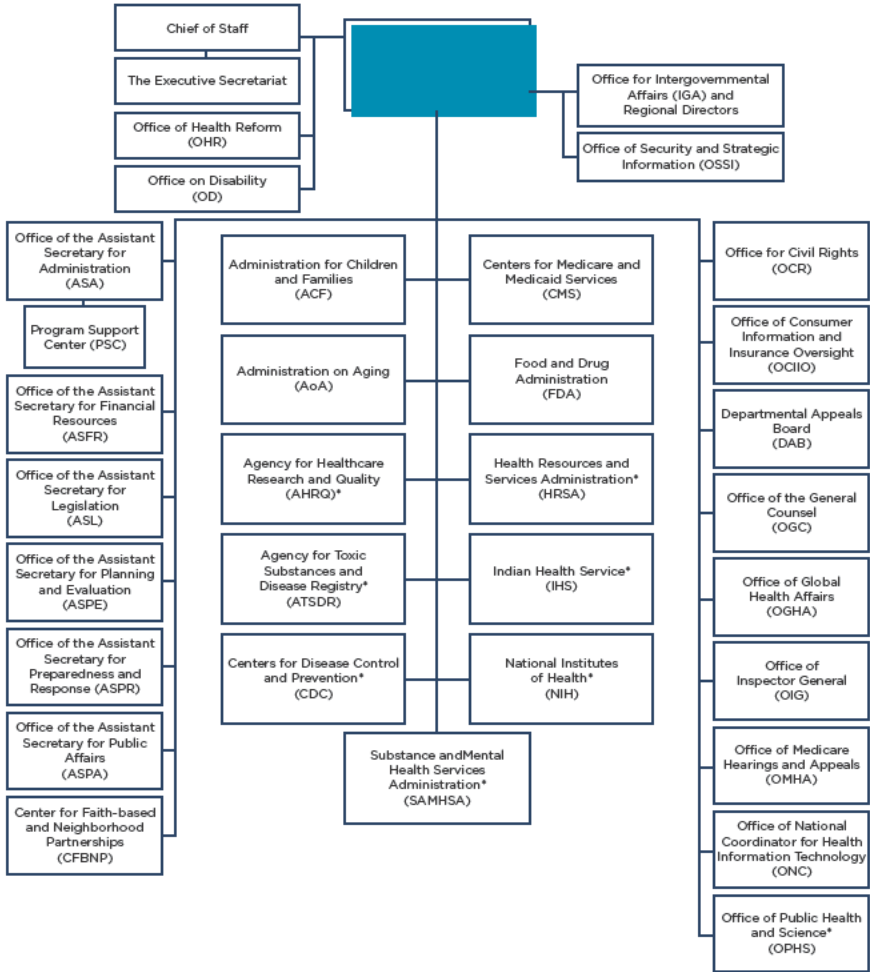 Chief of Staff
The Executive Secretariat
Office of Health Reform
(OHR)
Office on Disability
(OD)
Office for Intergovernmental
Affairs (IGA) and
Regional Directors
Office of Security and Strategic
Information (OSSI)
Office of the Assistant
Secretary for
Administration
(ASA)
Program Support
Center (PSC)
Office of the Assistant
Secretary for Financial
Resources
(ASFR)
Office of the Assistant
Secretary for
Legislation
(ASL)
Office of the Assistant
Secretary for Planning
and Evaluation
(ASPE)
Office of the Assistant
Secretary for
Preparedness and
Response (ASPR)
Office of the Assistant
Secretary for Public
Affairs
(ASPA)
Center for Faith-based
and Neighborhood
Partnerships
(CFBNP)
Administration for Children
and Families
(ACF)
Administration on Aging
(AoA)
Agency for Healthcare
Research and Quality
(AHRQ)*
Agency for Toxic
Substances and
Disease Registry*
(ATSDR)
Centers for Disease Control
and Prevention*
(CDC)
Centers for Medicare and
Medicaid Services
(CMS)
Food and Drug
Administration
(FDA)
Health Resources and
Services Administration*
(HRSA)
Indian Health Service*
(IHS)
National Institutes
of Health*
(NIH)
Substance andMental
Health Services
Administration*
(SAMHSA)
Office for Civil Rights
(OCR)
Office of Consumer
Information and
Insurance Oversight
(OCIIO)
Departmental Appeals
Board
(DAB)
Office of the General
Counsel
(OGC)
Office of Global
Health Affairs
(OGHA)
Office of
Inspector General
(OIG)
Office of Medicare
Hearings and Appeals
(OMHA)
Office of National
Coordinator for Health
Information Technology
(ONC)
Office of Public Health
and Science*
(OPHS)